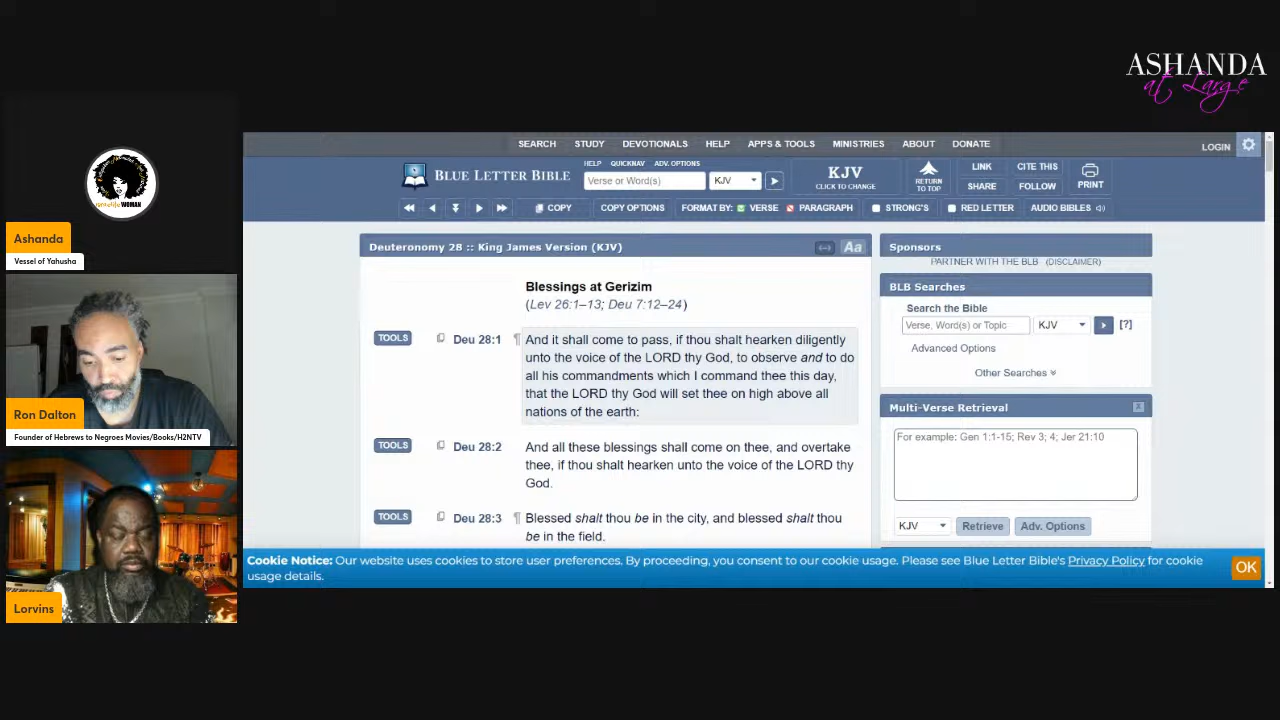 ASHANDA
at Large
Ashanda
Vessel of Yahusha
Ron Dalton
Founder of Hebrews to Negroes Movies/Books/H2NTV
Lorvins
SEARCH STUDY DEVOTIONALS HELP APPS & TOOLS MINISTRIES ABOUT DONATE
LOGIN
BLUE LETTER BIBLE
HELP QUICKNAV ADV. OPTIONS
Verse or Word(s) KJV
KJV
CLICK TO CHANGE
RETURN
TO TOP
LINK CITE THIS
SHARE FOLLOW
PRINT
COPY COPY OPTIONS FORMAT BY: VERSE PARAGRAPH STRONG'S RED LETTER AUDIO BIBLES
Deuteronomy 28 :: King James Version (KJV)
Aa
Blessings at Gerizim
(Lev 26:1–13; Deu 7:12–24)
TOOLS Deu 28:1 ¶ And it shall come to pass, if thou shalt hearken diligently
unto the voice of the LORD thy God, to observe and to do
all his commandments which I command thee this day,
that the LORD thy God will set thee on high above all
nations of the earth:
TOOLS Deu 28:2 And all these blessings shall come on thee, and overtake
thee, if thou shalt hearken unto the voice of the LORD thy
God.
TOOLS Deu 28:3 ¶ Blessed shalt thou be in the city, and blessed shalt thou
be in the field.
Sponsors
PARTNER WITH THE BLB (DISCLAIMER)
BLB Searches
Search the Bible
Verse, Word(s) or Topic KJV [?]
Advanced Options
Other Searches
Multi-Verse Retrieval X
For example: Gen 1:1-15; Rev 3; 4; Jer 21:10
KJV Retrieve Adv. Options
Cookie Notice: Our website uses cookies to store user preferences. By proceeding, you consent to our cookie usage. Please see Blue Letter Bible's Privacy Policy for cookie
usage details.
OK